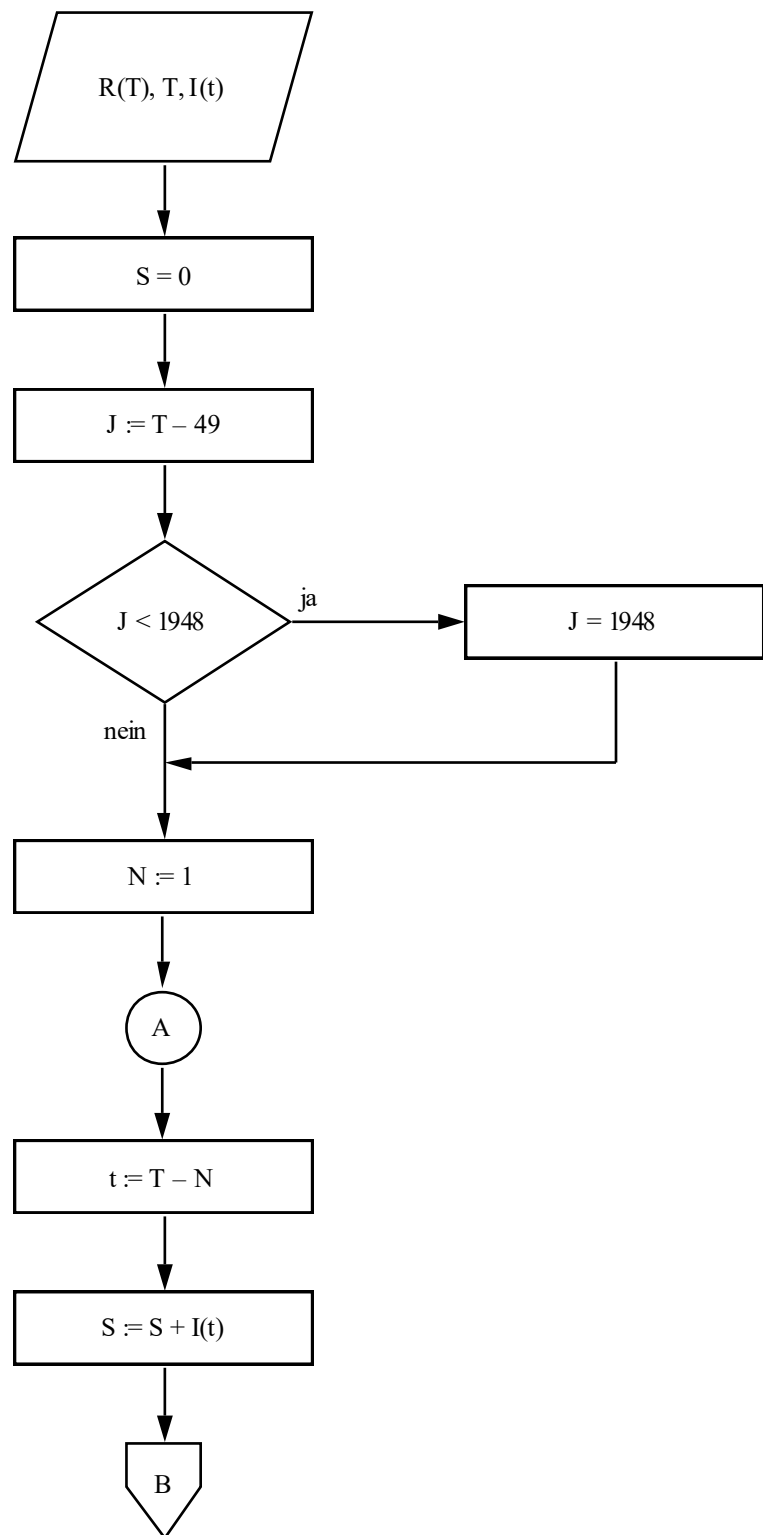 R(T), T, I(t)
S = 0
J := T – 49
J < 1948
ja
J = 1948
nein
N := 1
A
t := T – N
S := S + I(t)
B